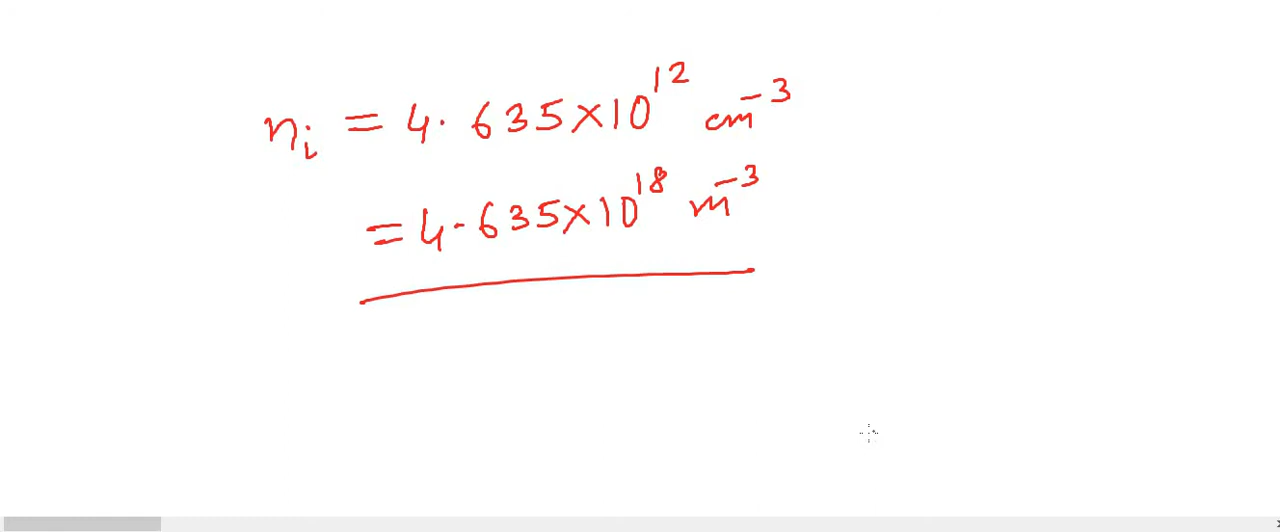 nᵢ = 4.635×10¹² cm⁻³
= 4.635×10¹⁸ m⁻³